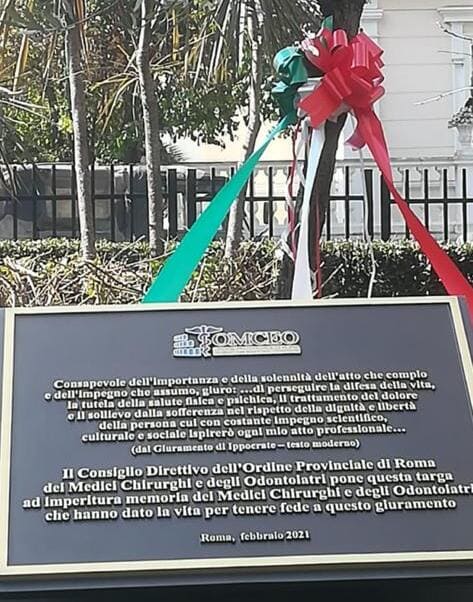 OMCEO
Consapevole dell'importanza e della solennità dell'atto che compio
e dell'impegno che assumo, giuro: ...di perseguire la difesa della vita,
la tutela della salute fisica e psichica, il trattamento del dolore
e il sollievo dalla sofferenza nel rispetto della dignità e libertà
della persona cui con costante impegno scientifico,
culturale e sociale ispirerò ogni mio atto professionale...
(dal Giuramento di Ippocrate – testo moderno)
Il Consiglio Direttivo dell'Ordine Provinciale di Roma
dei Medici Chirurghi e degli Odontoiatri pone questa targa
ad imperitura memoria dei Medici Chirurghi e degli Odontoiatri
che hanno dato la vita per tenere fede a questo giuramento
Roma, febbraio 2021